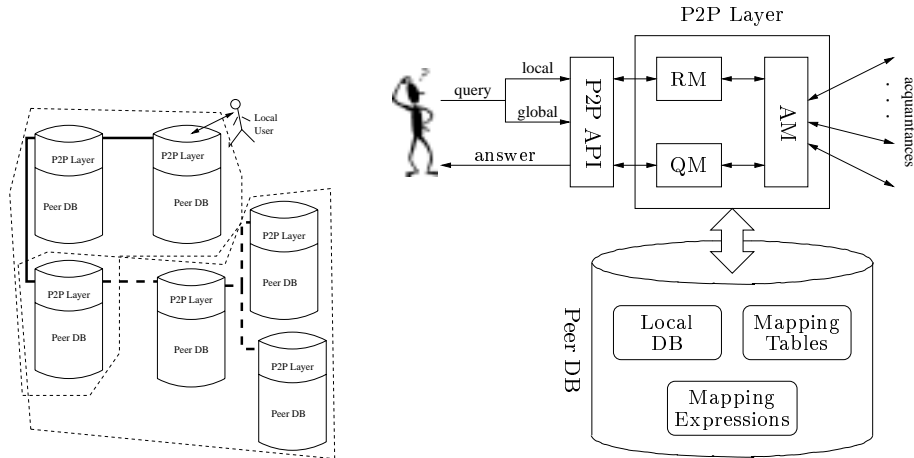 Local
User
P2P Layer
Peer DB
P2P Layer
Peer DB
P2P Layer
Peer DB
P2P Layer
Peer DB
P2P Layer
Peer DB
P2P Layer
Peer DB
P2P Layer
?
query
local
global
answer
P2P API
RM
QM
AM
acquaintances
Peer DB
Local
DB
Mapping
Tables
Mapping
Expressions